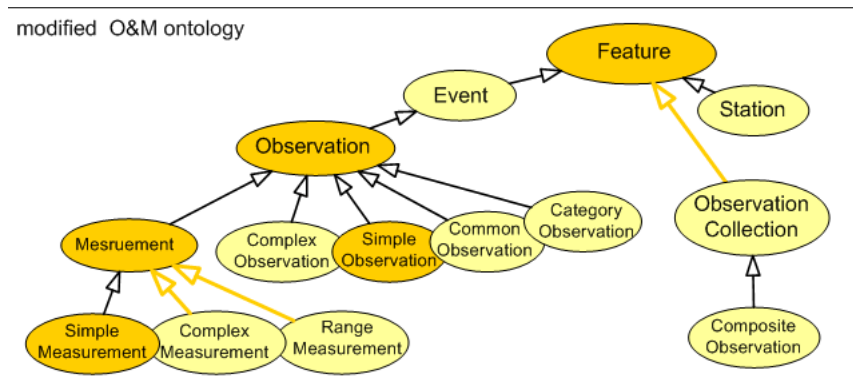 modified O&M ontology
Feature
Event
Station
Observation
Observation
Collection
Mesruement
Complex
Observation
Simple
Observation
Common
Observation
Category
Observation
Simple
Measurement
Complex
Measurement
Range
Measurement
Composite
Observation